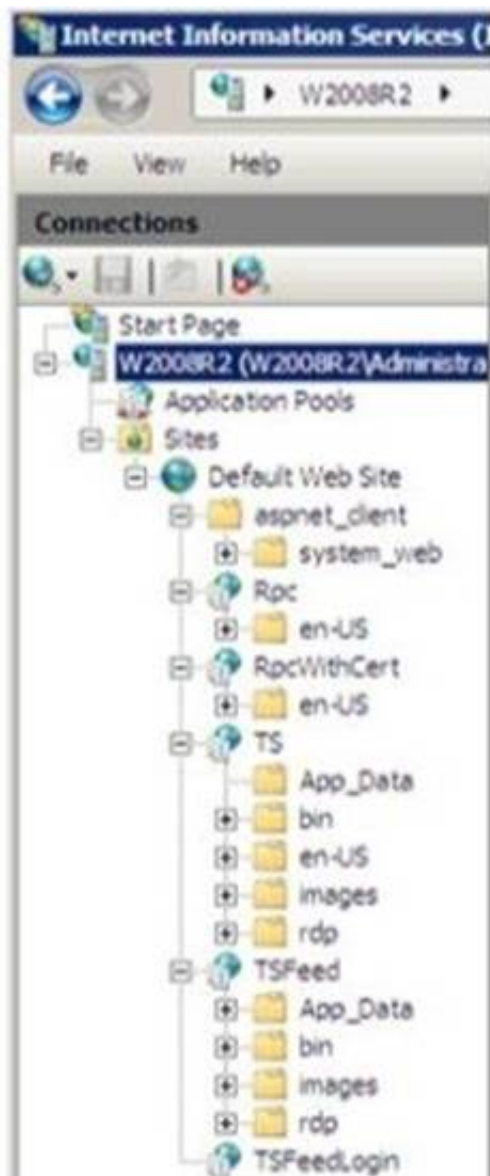 Internet Information Services (
W2008R2
File View Help
Connections
Start Page
W2008R2 (W2008R2\Administra
Application Pools
Sites
Default Web Site
aspnet_client
system_web
Rpc
en-US
RpcWithCert
en-US
TS
App_Data
bin
en-US
images
rdp
TSFeed
App_Data
bin
images
rdp
TSFeedLogin